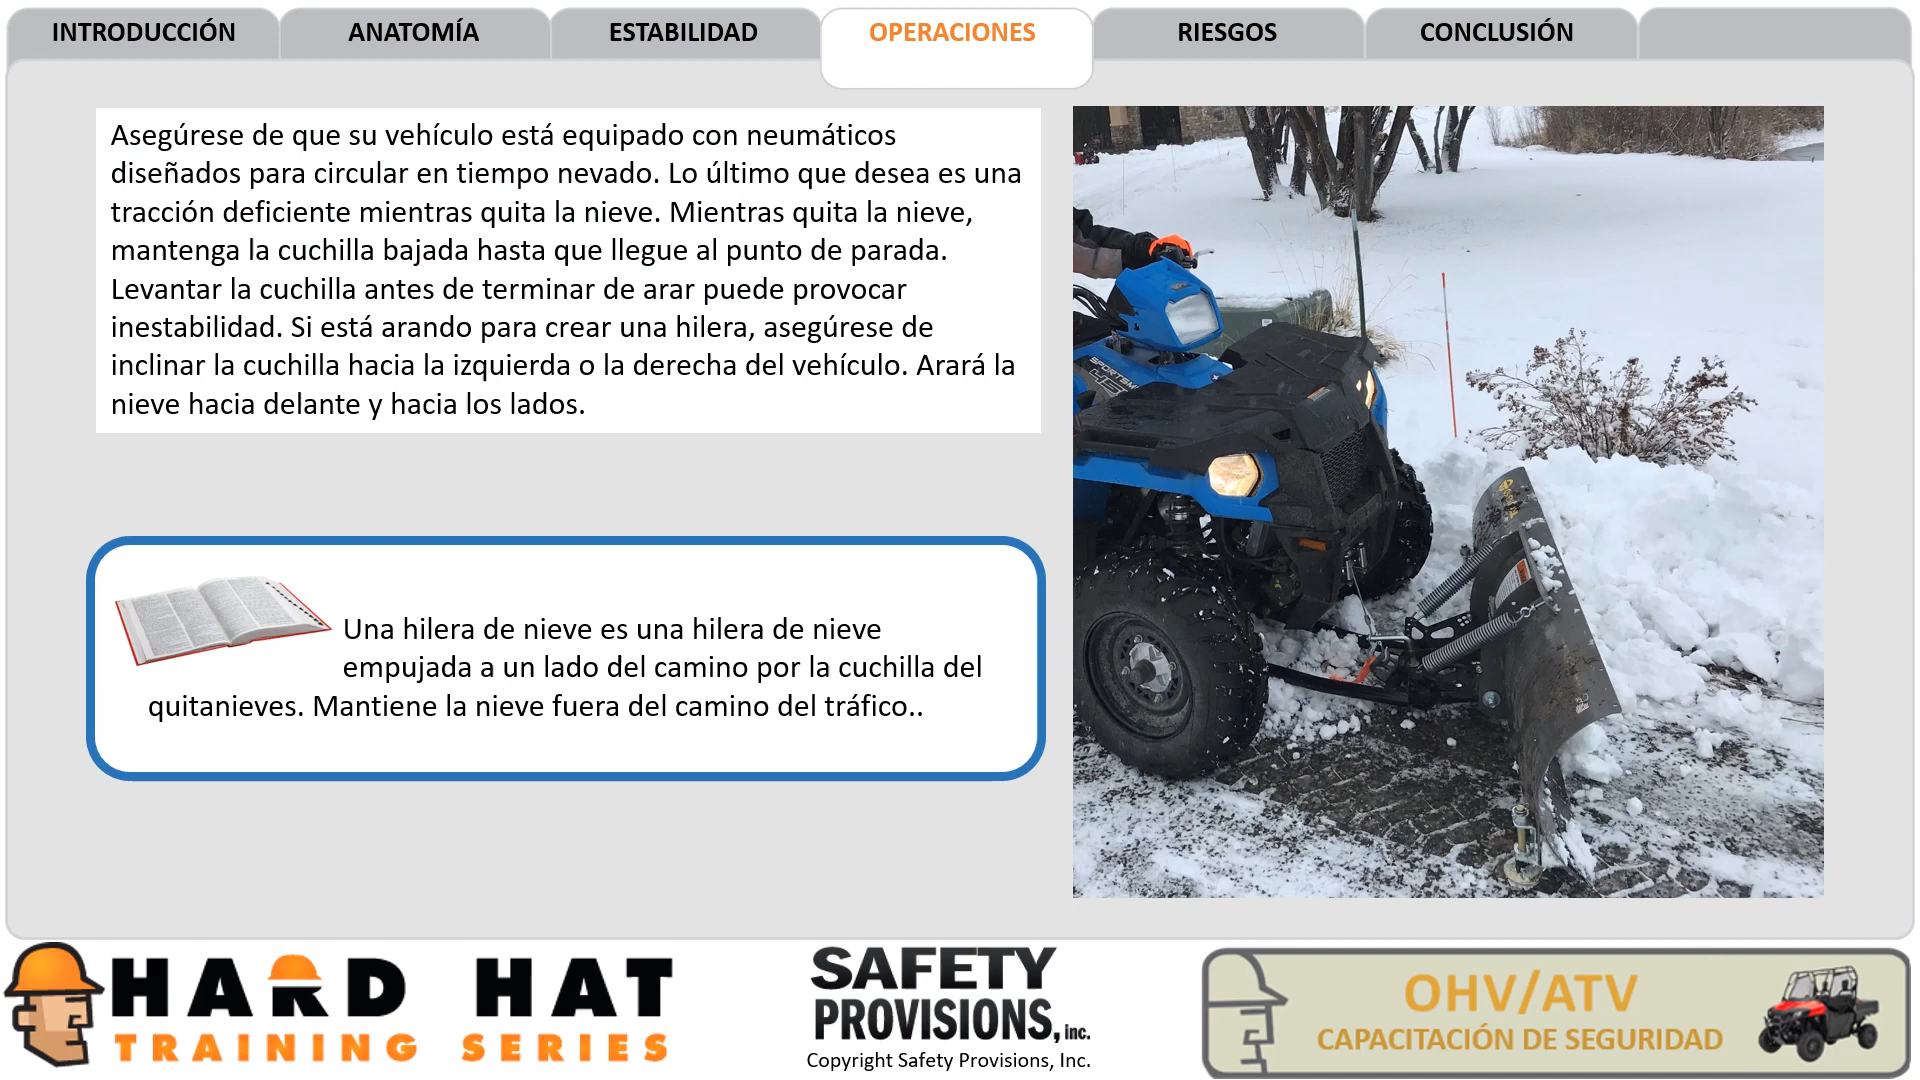 INTRODUCCIÓN
ANATOMÍA
ESTABILIDAD
OPERACIONES
RIESGOS
CONCLUSIÓN
Asegúrese de que su vehículo está equipado con neumáticos
diseñados para circular en tiempo nevado. Lo último que desea es una
tracción deficiente mientras quita la nieve. Mientras quita la nieve,
mantenga la cuchilla bajada hasta que llegue al punto de parada.
Levantar la cuchilla antes de terminar de arar puede provocar
inestabilidad. Si está arando para crear una hilera, asegúrese de
inclinar la cuchilla hacia la izquierda o la derecha del vehículo. Arará la
nieve hacia delante y hacia los lados.
Una hilera de nieve es una hilera de nieve
empujada a un lado del camino por la cuchilla del
quitanieves. Mantiene la nieve fuera del camino del tráfico..
HARD HAT
TRAINING SERIES
SAFETY
PROVISIONS, inc.
Copyright Safety Provisions, Inc.
OHV/ATV
CAPACITACIÓN DE SEGURIDAD